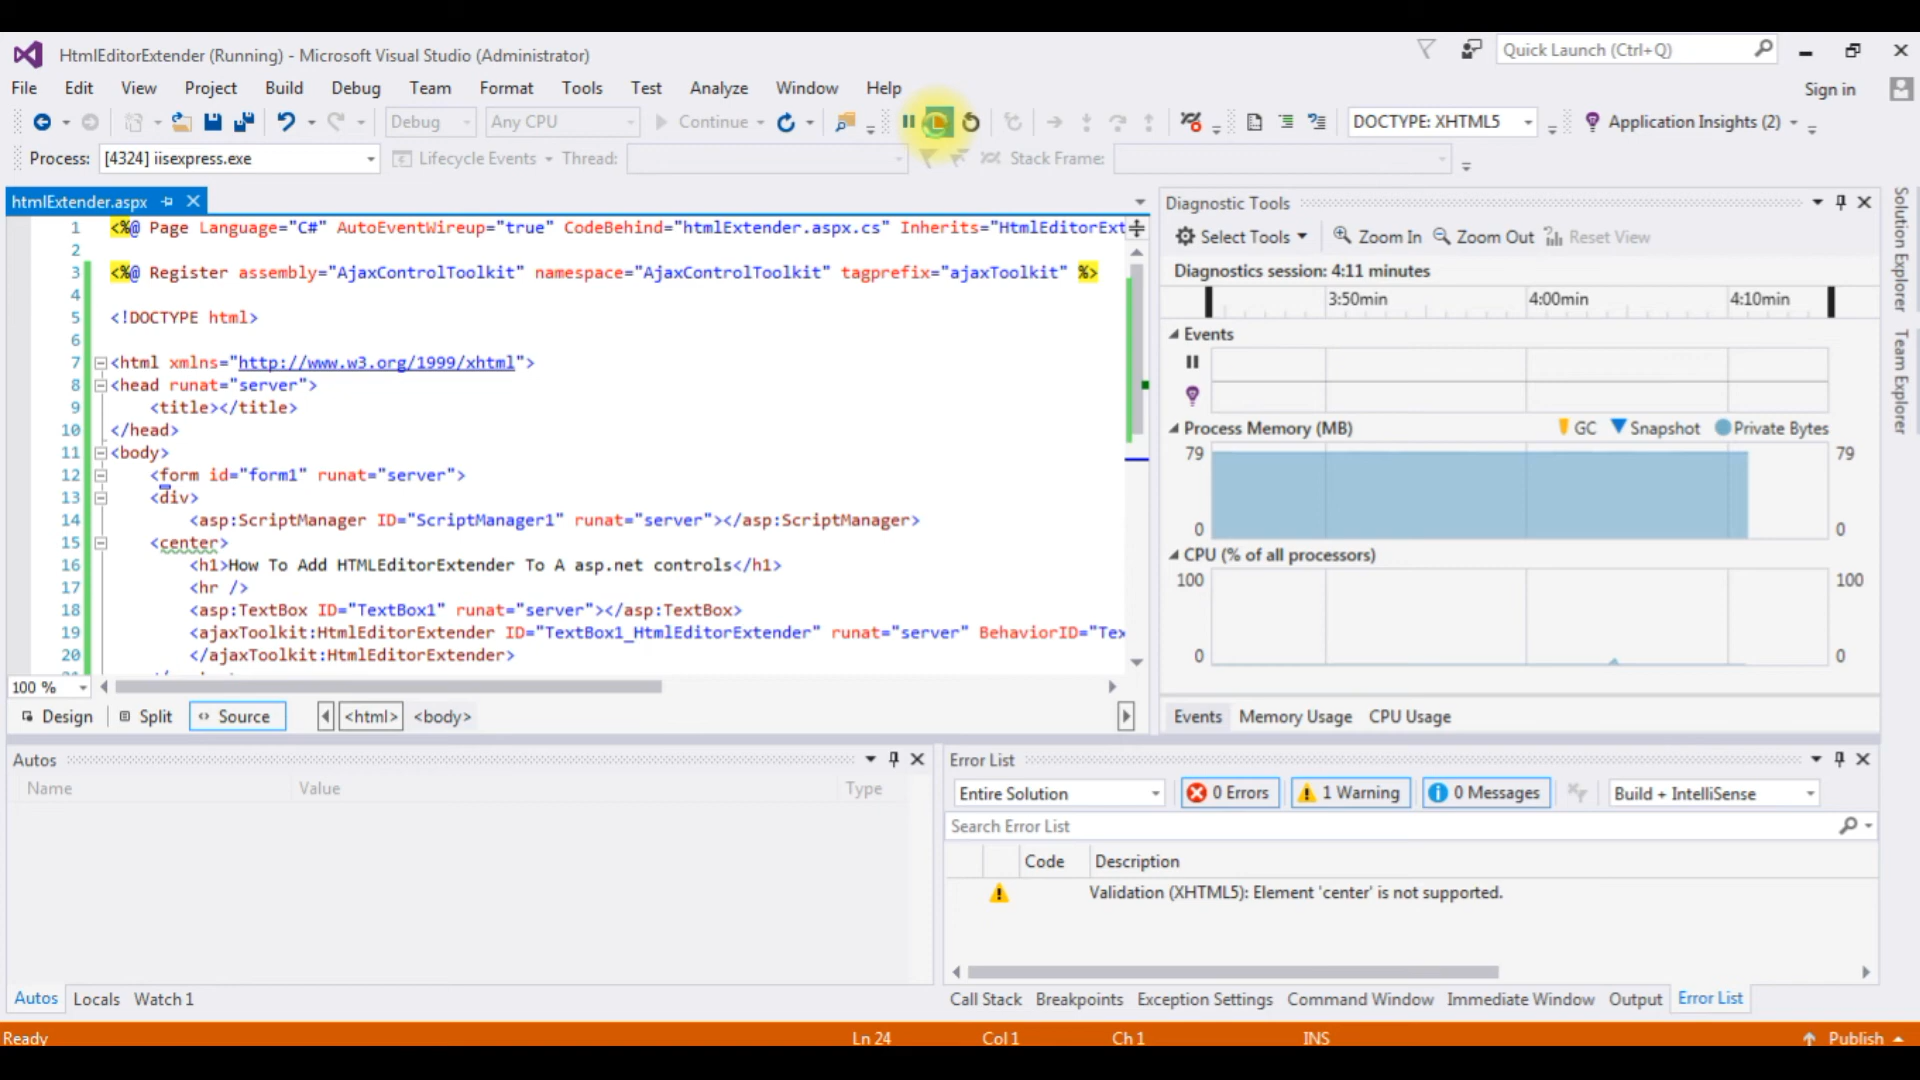 HtmlEditorExtender (Running) - Microsoft Visual Studio (Administrator)
Quick Launch (Ctrl+Q)
File Edit View Project Build Debug Team Format Tools Test Analyze Window Help
Sign in
Debug Any CPU Continue DOCTYPE: XHTML5 Application Insights (2)
Process: [4324] iisexpress.exe Lifecycle Events Thread: Stack Frame:
htmlExtender.aspx
1 <%@ Page Language="C#" AutoEventWireup="true" CodeBehind="htmlExtender.aspx.cs" Inherits="HtmlEditorExt
2
3 <%@ Register assembly="AjaxControlToolkit" namespace="AjaxControlToolkit" tagprefix="ajaxToolkit" %>
4
5 <!DOCTYPE html>
6
7 <html xmlns="http://www.w3.org/1999/xhtml">
8 <head runat="server">
9 <title></title>
10 </head>
11 <body>
12 <form id="form1" runat="server">
13 <div>
14 <asp:ScriptManager ID="ScriptManager1" runat="server"></asp:ScriptManager>
15 <center>
16 <h1>How To Add HTMLEditorExtender To A asp.net controls</h1>
17 <hr />
18 <asp:TextBox ID="TextBox1" runat="server"></asp:TextBox>
19 <ajaxToolkit:HtmlEditorExtender ID="TextBox1_HtmlEditorExtender" runat="server" BehaviorID="Tex
20 </ajaxToolkit:HtmlEditorExtender>
100 %
Design Split Source <html> <body>
Diagnostic Tools
Select Tools Zoom In Zoom Out Reset View
Diagnostics session: 4:11 minutes
3:50min 4:00min 4:10min
Events
Process Memory (MB) GC Snapshot Private Bytes
79 79
0 0
CPU (% of all processors)
100 100
0 0
Events Memory Usage CPU Usage
Solution Explorer
Team Explorer
Autos
Name Value Type
Autos Locals Watch 1
Error List
Entire Solution 0 Errors 1 Warning 0 Messages Build + IntelliSense
Search Error List
Code Description
Validation (XHTML5): Element 'center' is not supported.
Call Stack Breakpoints Exception Settings Command Window Immediate Window Output Error List
Ready Ln 24 Col 1 Ch 1 INS Publish